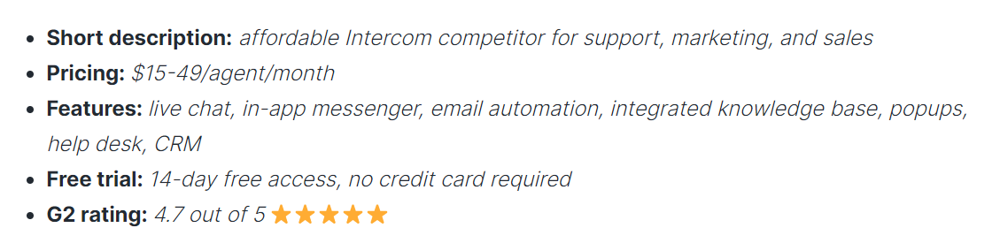 • Short description: affordable Intercom competitor for support, marketing, and sales
• Pricing: $15-49/agent/month
• Features: live chat, in-app messenger, email automation, integrated knowledge base, popups,
help desk, CRM
• Free trial: 14-day free access, no credit card required
• G2 rating: 4.7 out of 5 ⭐⭐⭐⭐⭐